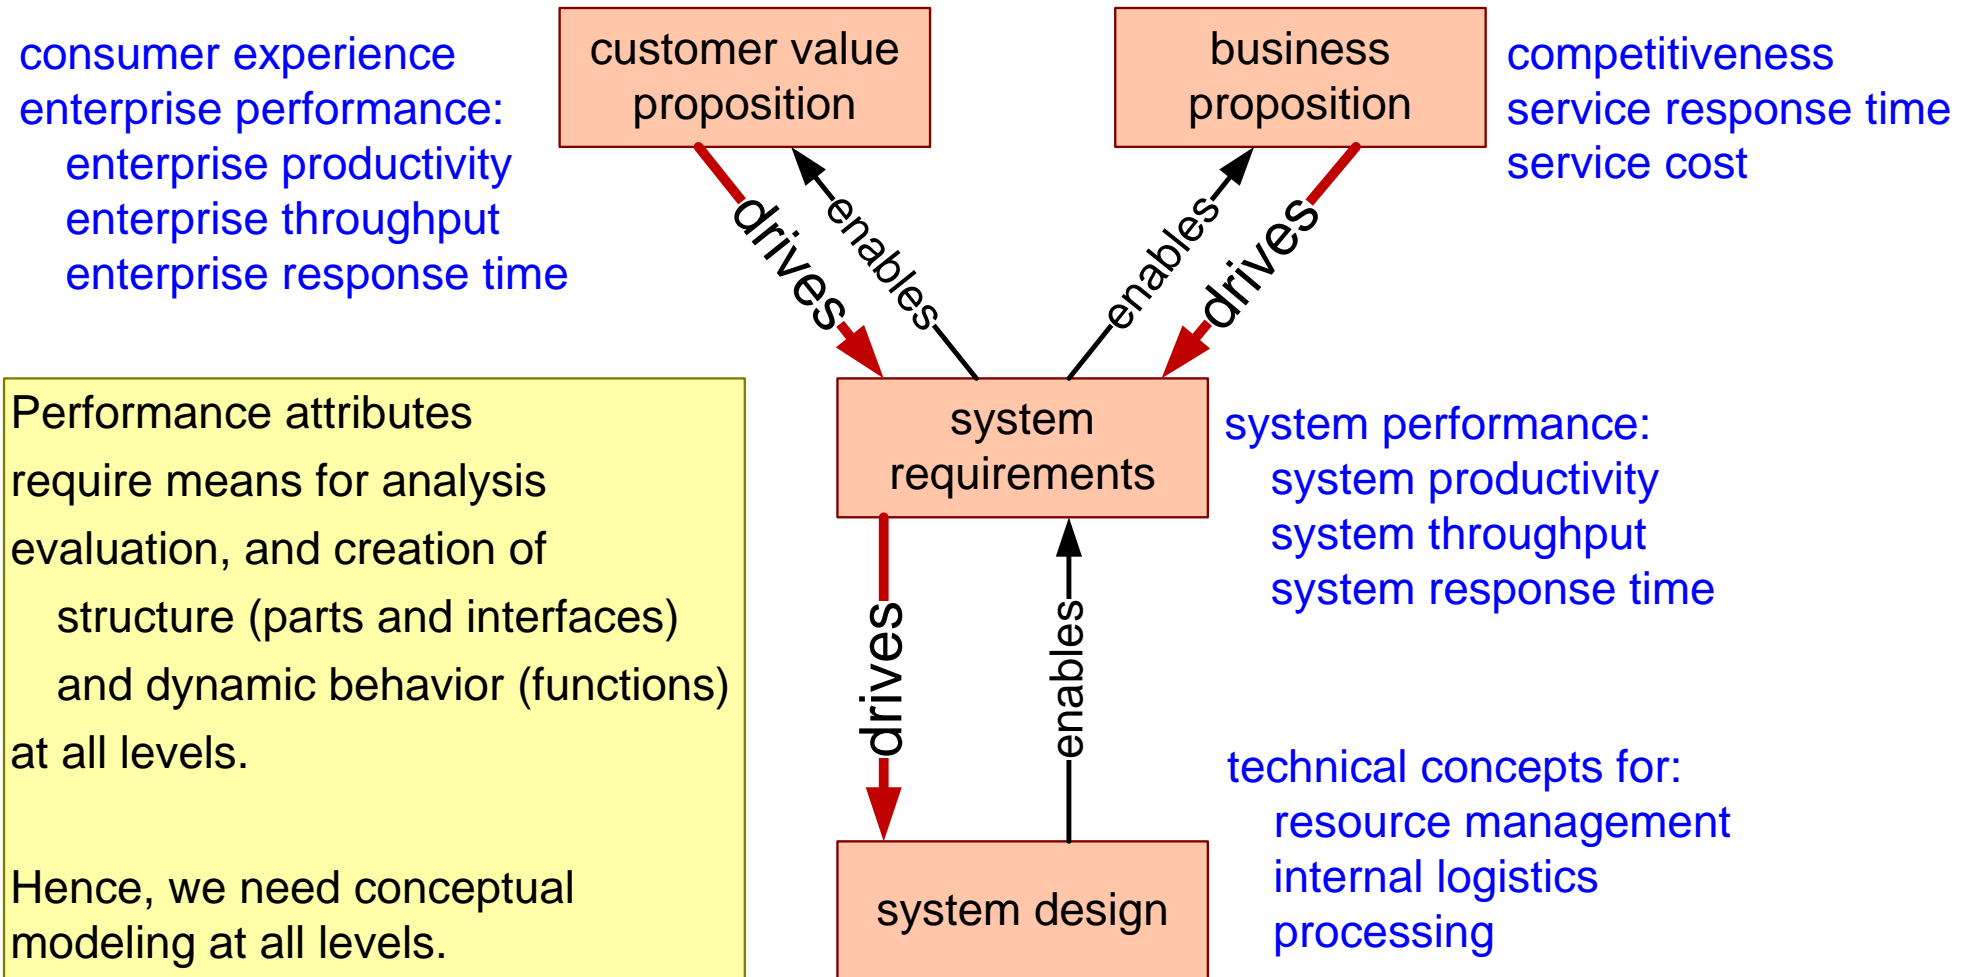 consumer experience
enterprise performance:
enterprise productivity
enterprise throughput
enterprise response time
customer value
proposition
business
proposition
competitiveness
service response time
service cost
drives
enables
enables
drives
Performance attributes
require means for analysis
evaluation, and creation of
structure (parts and interfaces)
and dynamic behavior (functions)
at all levels.
Hence, we need conceptual
modeling at all levels.
system
requirements
system performance:
system productivity
system throughput
system response time
drives
enables
system design
technical concepts for:
resource management
internal logistics
processing